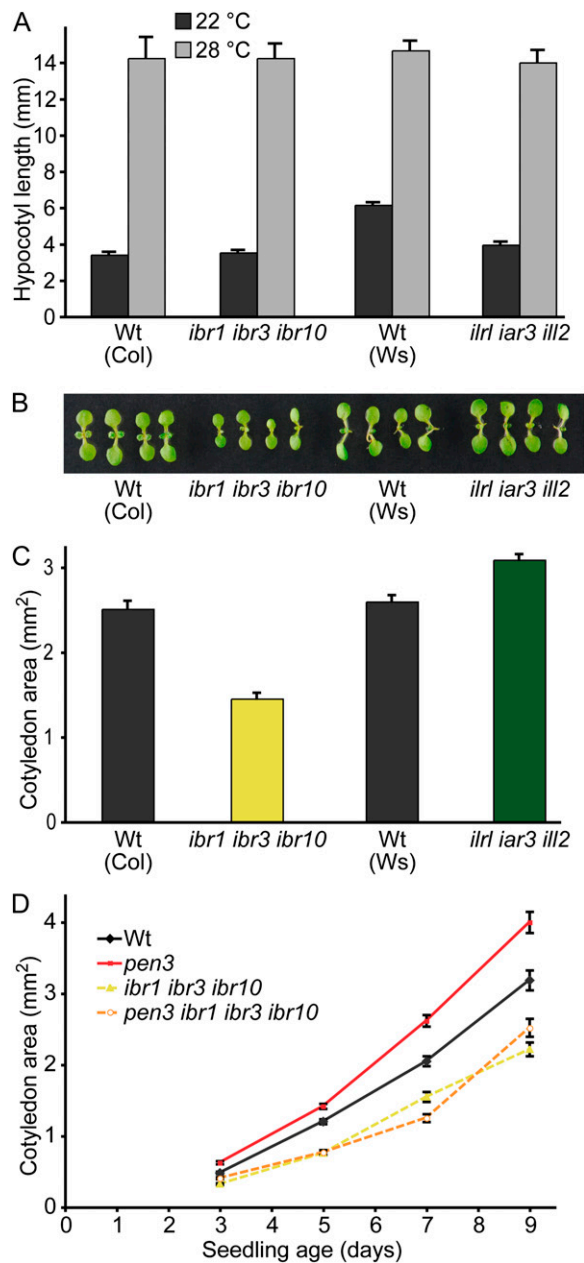 A
22 °C
28 °C
Hypocotyl length (mm)
14
12
10
8
6
4
2
0
Wt (Col)
ibr1 ibr3 ibr10
Wt (Ws)
ilrl iar3 ill2
B
Wt (Col)
ibr1 ibr3 ibr10
Wt (Ws)
ilrl iar3 ill2
C
Cotyledon area (mm²)
3
2
1
0
Wt (Col)
ibr1 ibr3 ibr10
Wt (Ws)
ilrl iar3 ill2
D
Wt
pen3
ibr1 ibr3 ibr10
pen3 ibr1 ibr3 ibr10
Cotyledon area (mm²)
4
3
2
1
0
0 1 2 3 4 5 6 7 8 9
Seedling age (days)